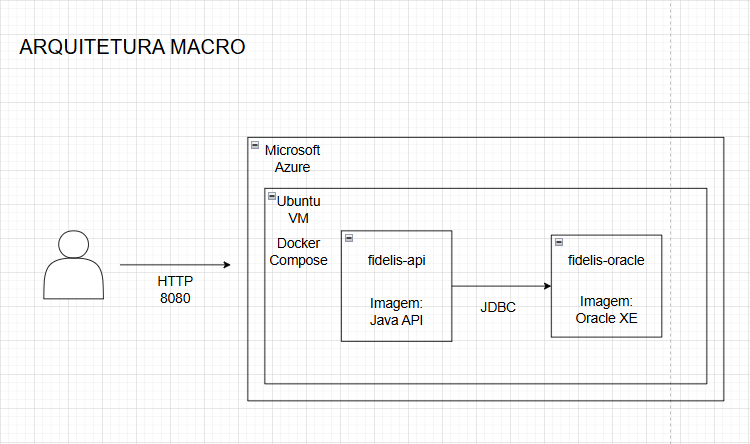 ARQUITETURA MACRO
Microsoft
Azure
Ubuntu
VM
Docker
Compose
fidelis-api
Imagem:
Java API
JDBC
fidelis-oracle
Imagem:
Oracle XE
HTTP
8080